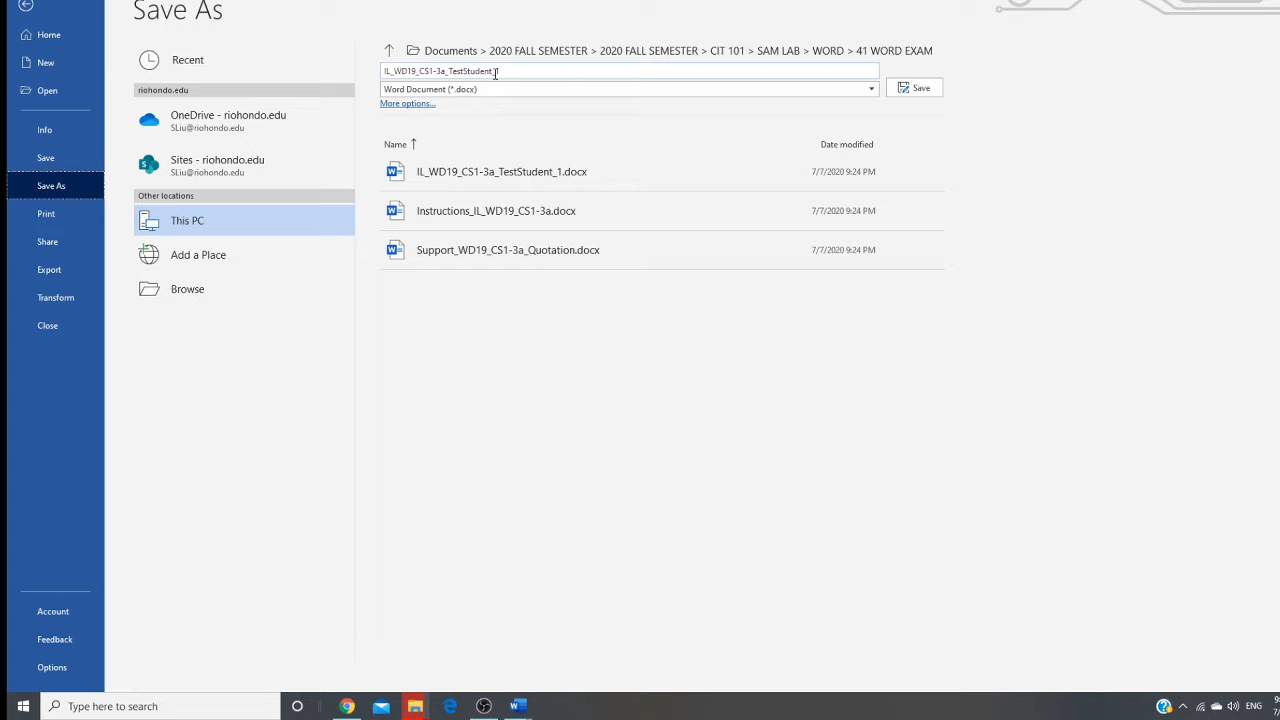 Save As
Home
New
Open
Info
Save
Save As
Print
Share
Export
Transform
Close
Account
Feedback
Options
Recent
riohondo.edu
OneDrive - riohondo.edu
SLiu@riohondo.edu
Sites - riohondo.edu
SLiu@riohondo.edu
Other locations
This PC
Add a Place
Browse
Documents > 2020 FALL SEMESTER > 2020 FALL SEMESTER > CIT 101 > SAM LAB > WORD > 41 WORD EXAM
IL_WD19_CS1-3a_TestStudent_1
Word Document (*.docx)
Save
More options...
Name Date modified
IL_WD19_CS1-3a_TestStudent_1.docx 7/7/2020 9:24 PM
Instructions_IL_WD19_CS1-3a.docx 7/7/2020 9:24 PM
Support_WD19_CS1-3a_Quotation.docx 7/7/2020 9:24 PM
Type here to search
ENG